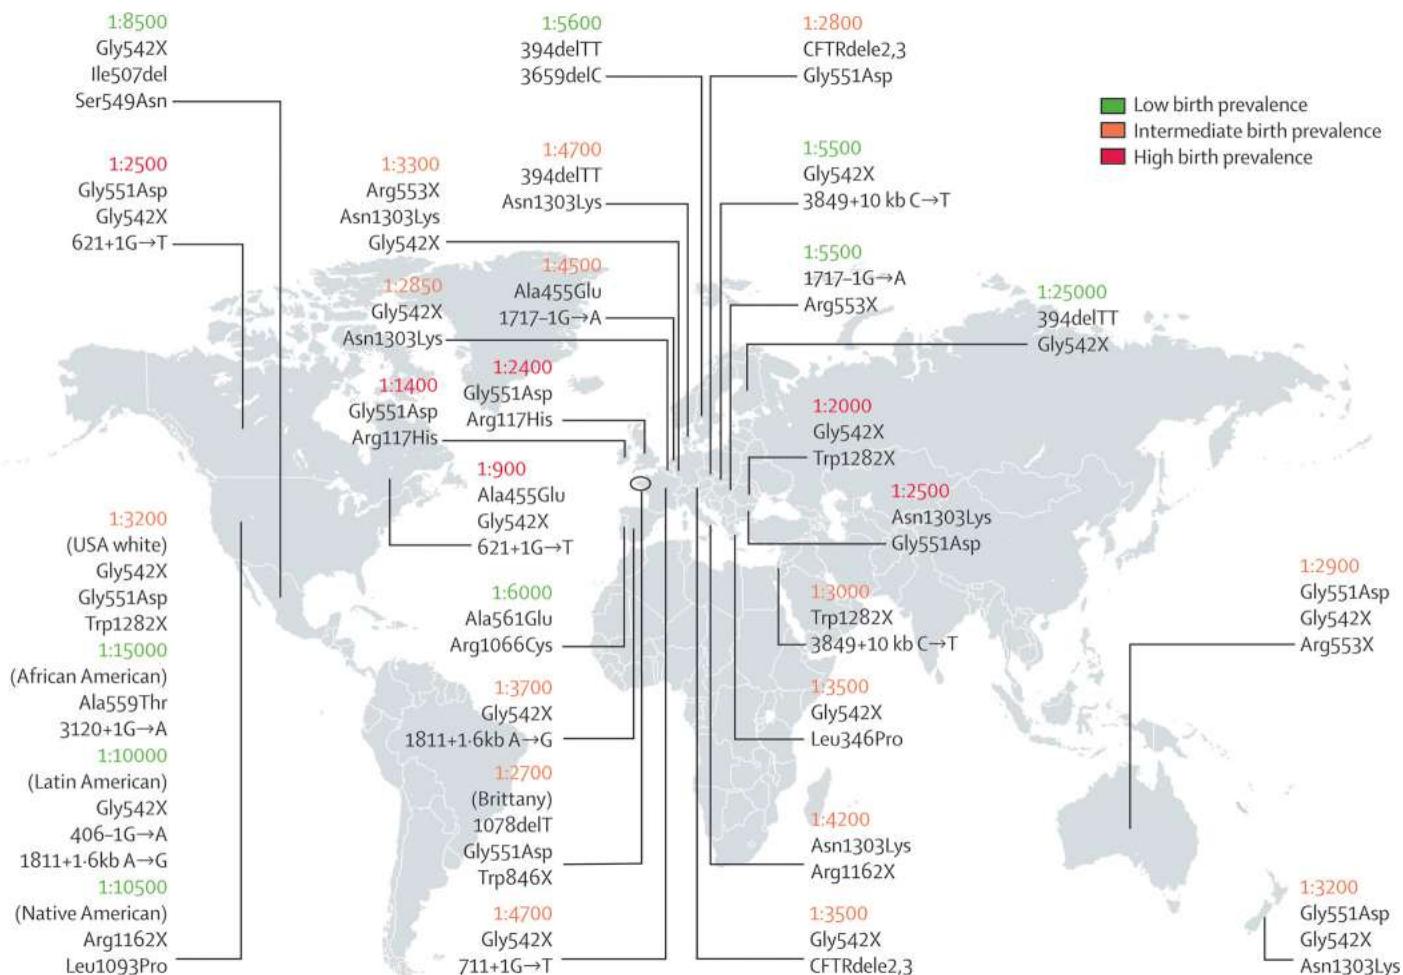 1:8500
Gly542X
Ile507del
Ser549Asn
1:2500
Gly551Asp
Gly542X
621+1G→T
1:3300
Arg553X
Asn1303Lys
Gly542X
1:2850
Gly542X
Asn1303Lys
1:1400
Gly551Asp
Arg117His
1:5600
394delTT
3659delC
1:4700
394delTT
Asn1303Lys
1:4500
Ala455Glu
1717–1G→A
1:2400
Gly551Asp
Arg117His
1:900
Ala455Glu
Gly542X
621+1G→T
1:2800
CFTRdele2,3
Gly551Asp
1:5500
Gly542X
3849+10 kb C→T
1:5500
1717–1G→A
Arg553X
Low birth prevalence
Intermediate birth prevalence
High birth prevalence
1:25000
394delTT
Gly542X
1:2000
Gly542X
Trp1282X
1:2500
Asn1303Lys
Gly551Asp
1:3200
(USA white)
Gly542X
Gly551Asp
Trp1282X
1:15000
(African American)
Ala559Thr
3120+1G→A
1:10000
(Latin American)
Gly542X
406–1G→A
1811+1·6kb A→G
1:10500
(Native American)
Arg1162X
Leu1093Pro
1:6000
Ala561Glu
Arg1066Cys
1:3700
Gly542X
1811+1·6kb A→G
1:2700
(Brittany)
1078delT
Gly551Asp
Trp846X
1:4700
Gly542X
711+1G→T
1:3000
Trp1282X
3849+10 kb C→T
1:3500
Gly542X
Leu346Pro
1:4200
Asn1303Lys
Arg1162X
1:3500
Gly542X
CFTRdele2,3
1:2900
Gly551Asp
Gly542X
Arg553X
1:3200
Gly551Asp
Gly542X
Asn1303Lys